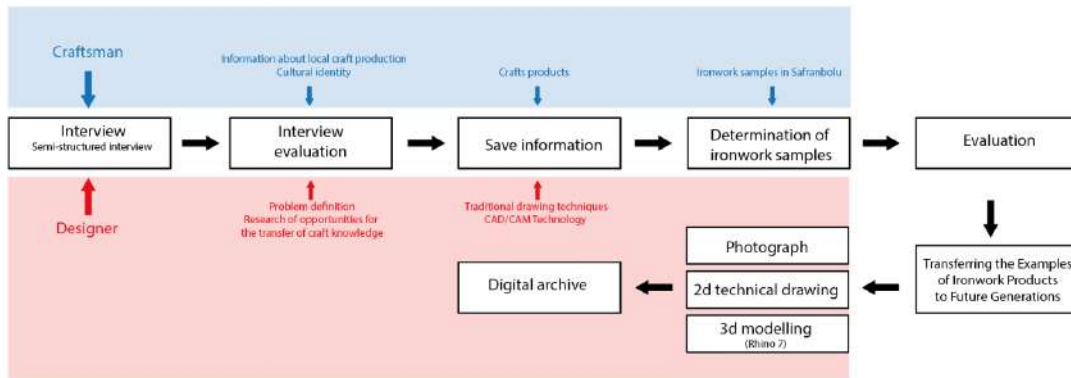 Craftsman
Information about local craft production
Cultural identity
Crafts products
Ironwork samples in Safranbolu
Interview
Semi-structured interview
Interview
evaluation
Save information
Determination of
ironwork samples
Evaluation
Designer
Problem definition
Research of opportunities for
the transfer of craft knowledge
Traditional drawing techniques
CAD/CAM Technology
Photograph
2d technical drawing
3d modelling
(Rhino 7)
Digital archive
Transferring the Examples
of Ironwork Products
to Future Generations